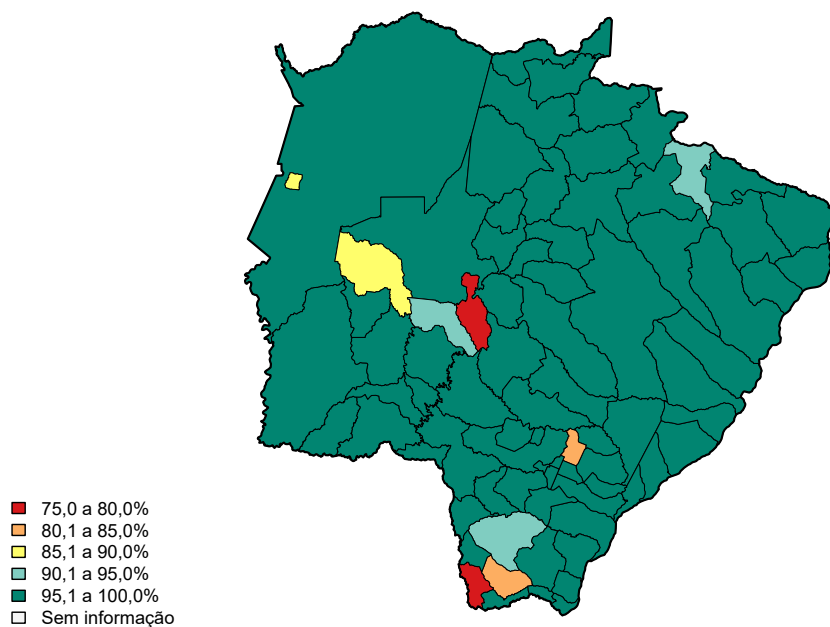 75,0 a 80,0%
80,1 a 85,0%
85,1 a 90,0%
90,1 a 95,0%
95,1 a 100,0%
Sem informação